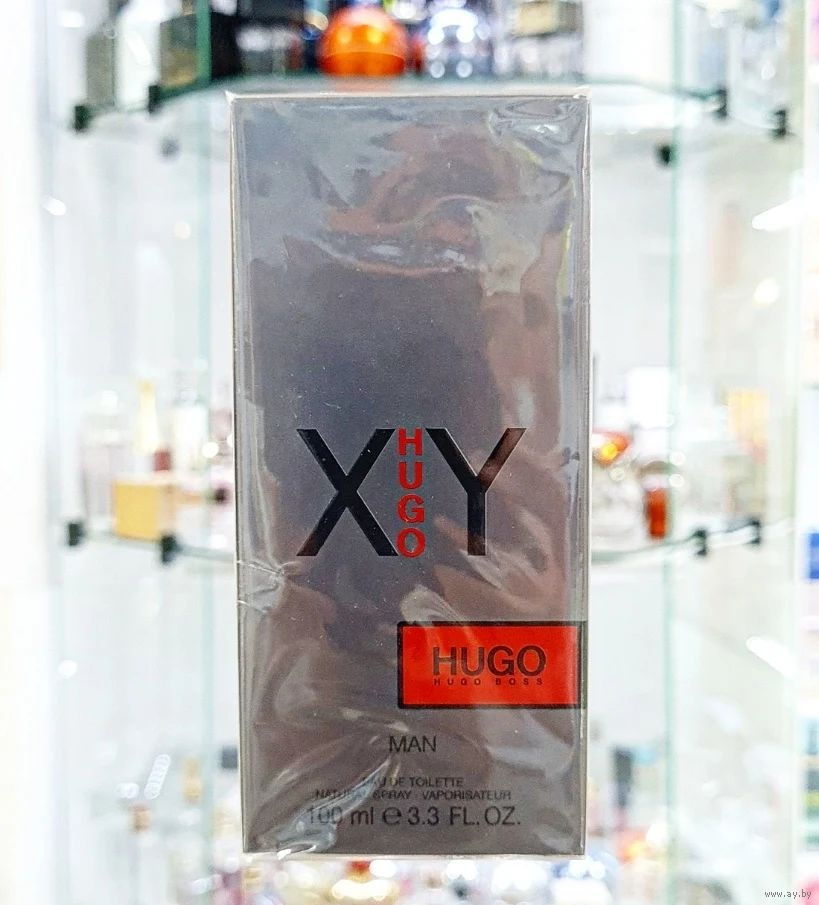 X HUGO Y
HUGO
HUGO BOSS
MAN
EAU DE TOILETTE
NATURAL SPRAY · VAPORISATEUR
100 ml e 3.3 FL. OZ.
www.ay.by